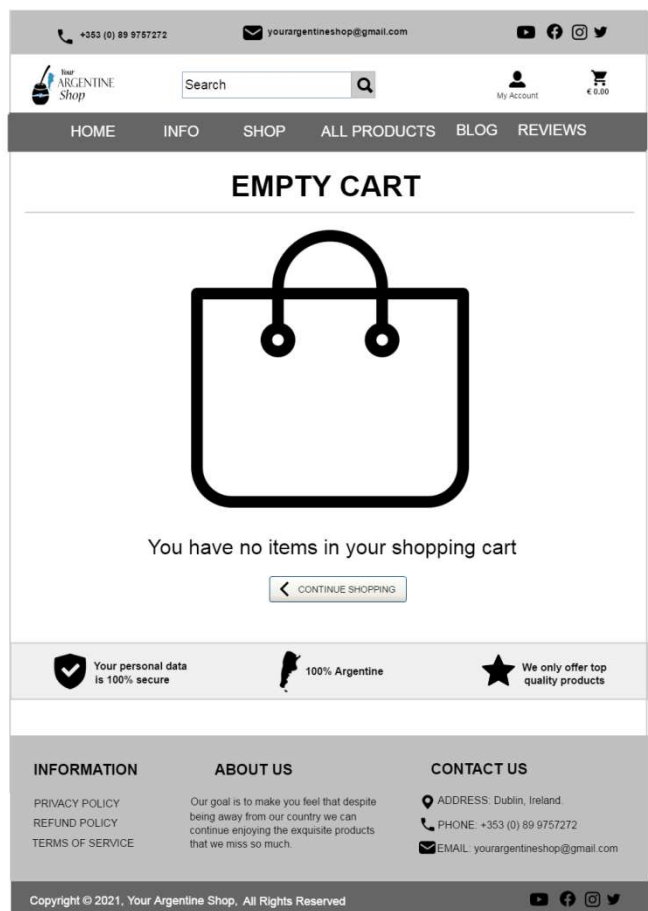 +353 (0) 89 9757272
yourargentineshop@gmail.com
Your
ARGENTINE
Shop
Search
My Account
€ 0.00
HOME INFO SHOP ALL PRODUCTS BLOG REVIEWS
EMPTY CART
You have no items in your shopping cart
CONTINUE SHOPPING
Your personal data
is 100% secure
100% Argentine
We only offer top
quality products
INFORMATION
PRIVACY POLICY
REFUND POLICY
TERMS OF SERVICE
ABOUT US
Our goal is to make you feel that despite
being away from our country we can
continue enjoying the exquisite products
that we miss so much.
CONTACT US
ADDRESS: Dublin, Ireland.
PHONE: +353 (0) 89 9757272
EMAIL: yourargentineshop@gmail.com
Copyright © 2021, Your Argentine Shop, All Rights Reserved